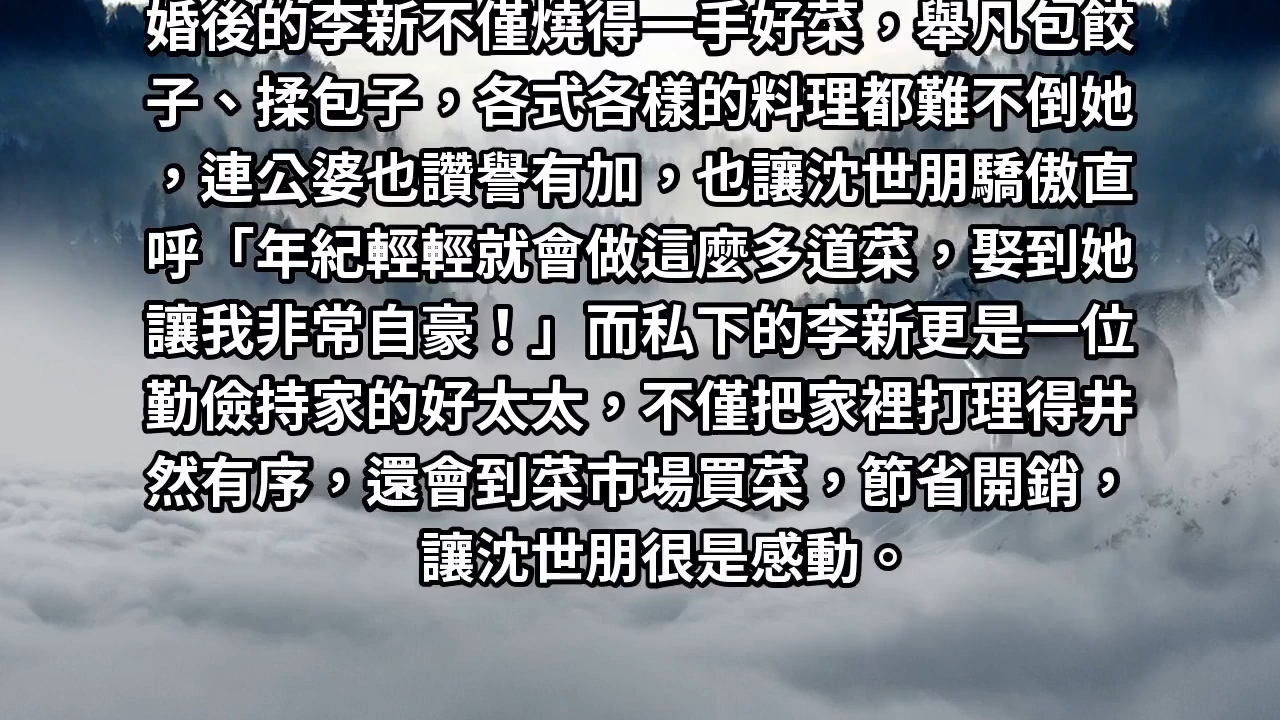 婚後的李新不僅燒得一手好菜，舉凡包餃
子、揉包子，各式各樣的料理都難不倒她
，連公婆也讚譽有加，也讓沈世朋驕傲直
呼「年紀輕輕就會做這麼多道菜，娶到她
讓我非常自豪！」而私下的李新更是一位
勤儉持家的好太太，不僅把家裡打理得井
然有序，還會到菜市場買菜，節省開銷，
讓沈世朋很是感動。